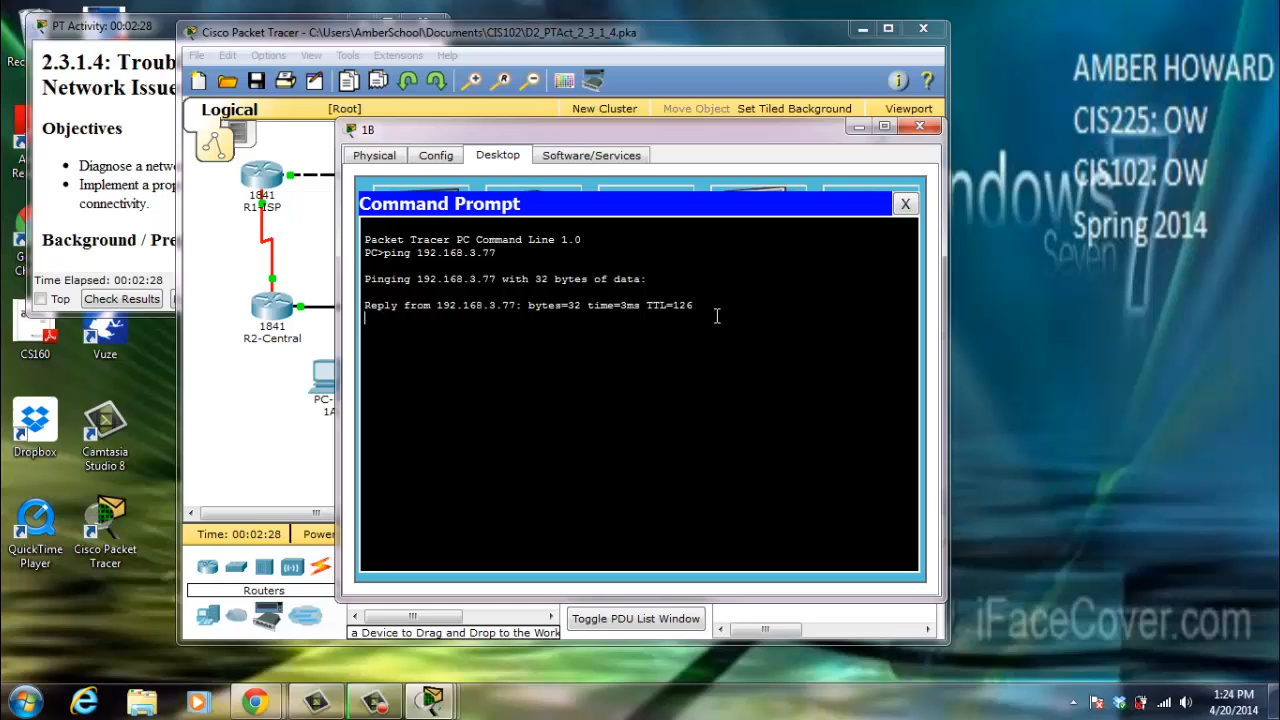 PT Activity: 00:02:28
2.3.1.4: Troub
Network Issue
Objectives
Diagnose a netw
Implement a prop
connectivity.
Background / Pre
Time Elapsed: 00:02:28
Top
Check Results
Cisco Packet Tracer - C:\Users\AmberSchool\Documents\CIS102\D2_PTAct_2_3_1_4.pka
File Edit Options View Tools Extensions Help
Logical
[Root]
New Cluster
Move Object
Set Tiled Background
Viewport
1841
R1-ISP
1841
R2-Central
PC-
1A
1B
Physical
Config
Desktop
Software/Services
Command Prompt
X
Packet Tracer PC Command Line 1.0
PC>ping 192.168.3.77
Pinging 192.168.3.77 with 32 bytes of data:
Reply from 192.168.3.77: bytes=32 time=3ms TTL=126
Time: 00:02:28
Power
Routers
Toggle PDU List Window
a Device to Drag and Drop to the Work
AMBER HOWARD
CIS225: OW
CIS102: OW
Spring 2014
ndows 7
Seven
iFaceCover.com
Rec
CS160
Vuze
Dropbox
Camtasia
Studio 8
QuickTime
Player
Cisco Packet
Tracer
1:24 PM
4/20/2014